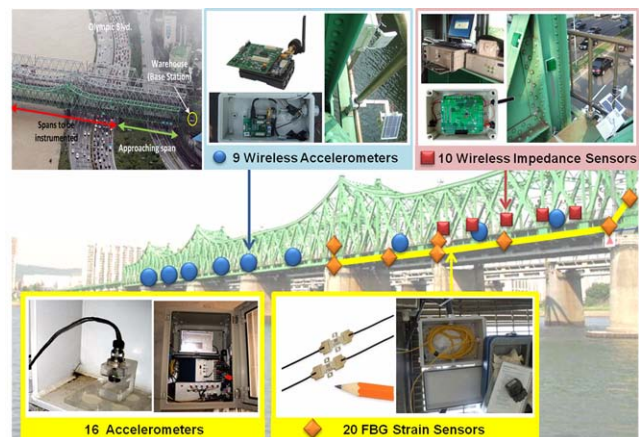 Olympic Blvd.
Warehouse
(Base Station)
Spans to be
instrumented
Approaching span
9 Wireless Accelerometers
10 Wireless Impedance Sensors
16 Accelerometers
20 FBG Strain Sensors